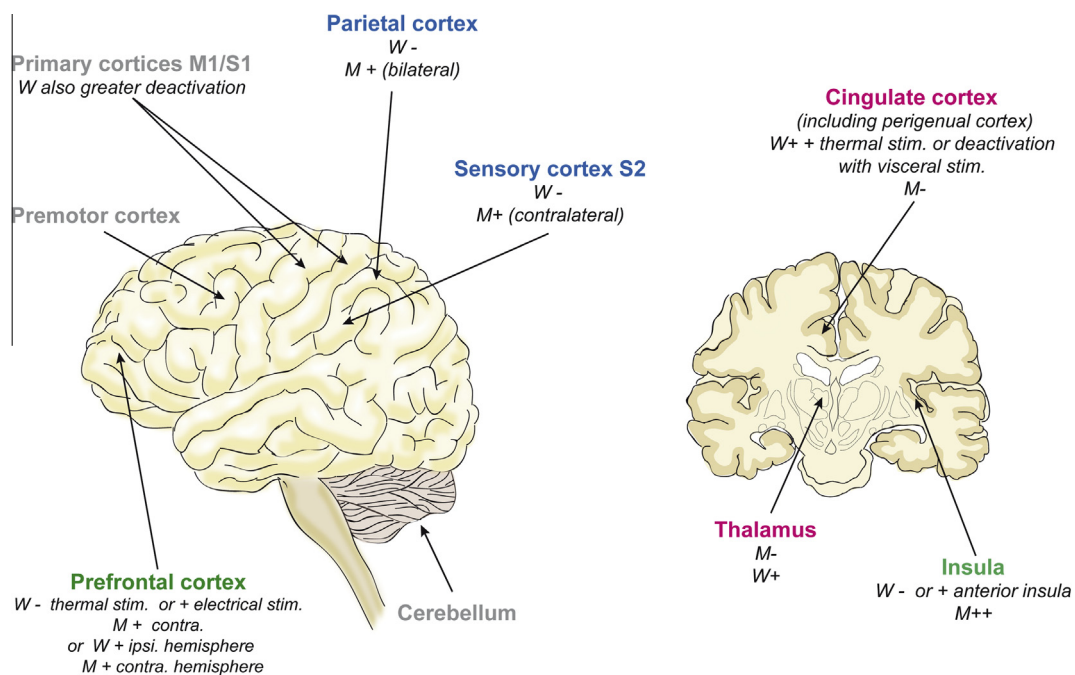 Parietal cortex
W -
M + (bilateral)
Primary cortices M1/S1
W also greater deactivation
Sensory cortex S2
W -
M+ (contralateral)
Premotor cortex
Cingulate cortex
(including perigenual cortex)
W+ + thermal stim. or deactivation
with visceral stim.
M-
Prefrontal cortex
W - thermal stim. or + electrical stim.
M + contra.
or W + ipsi. hemisphere
M + contra. hemisphere
Cerebellum
Thalamus
M-
W+
Insula
W - or + anterior insula
M++